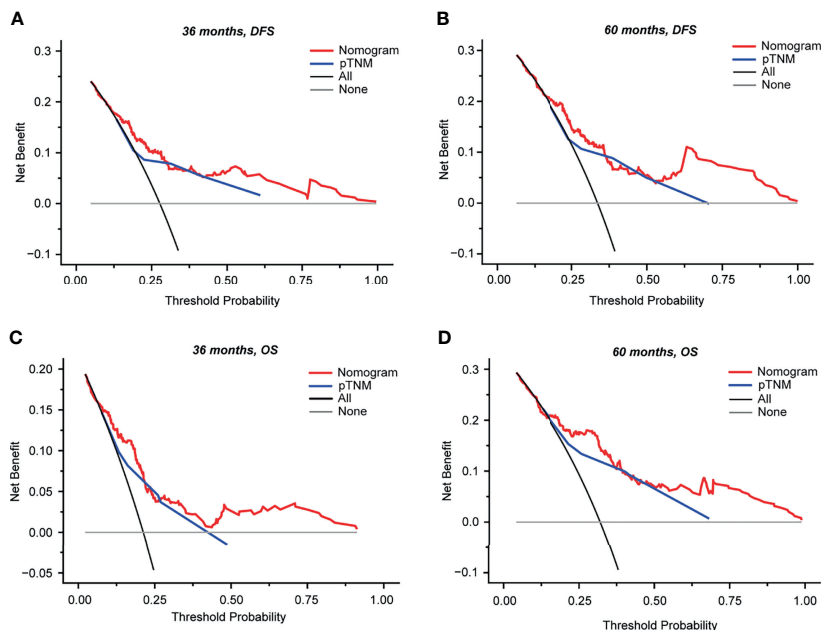 A
36 months, DFS
Nomogram
pTNM
All
None
0.3
0.2
0.1
0.0
−0.1
Net Benefit
0.00
0.25
0.50
0.75
1.00
Threshold Probability
B
60 months, DFS
Nomogram
pTNM
All
None
0.3
0.2
0.1
0.0
−0.1
Net Benefit
0.00
0.25
0.50
0.75
1.00
Threshold Probability
C
36 months, OS
Nomogram
pTNM
All
None
0.20
0.15
0.10
0.05
0.00
−0.05
Net Benefit
0.00
0.25
0.50
0.75
1.00
Threshold Probability
D
60 months, OS
Nomogram
pTNM
All
None
0.3
0.2
0.1
0.0
−0.1
Net Benefit
0.00
0.25
0.50
0.75
1.00
Threshold Probability